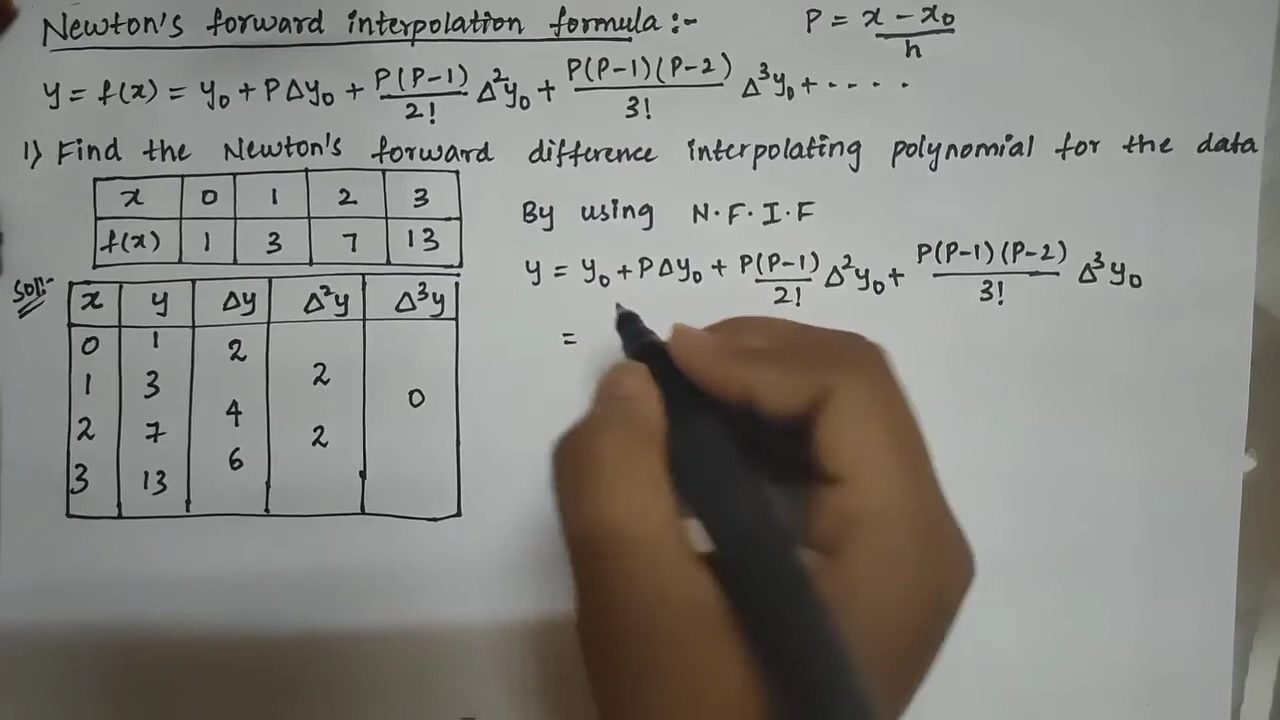 Newton's forward interpolation formula :-
P = x - x₀ / h
y = f(x) = y₀ + PΔy₀ + P(P-1)/2! Δ²y₀ + P(P-1)(P-2)/3! Δ³y₀ + ....
1) Find the Newton's forward difference interpolating polynomial for the data
x 0 1 2 3
f(x) 1 3 7 13
Sol:-
x y Δy Δ²y Δ³y
0 1 2
1 3 2
4 0
2 7 2
6
3 13
By using N.F.I.F
y = y₀ + PΔy₀ + P(P-1)/2! Δ²y₀ + P(P-1)(P-2)/3! Δ³y₀
=